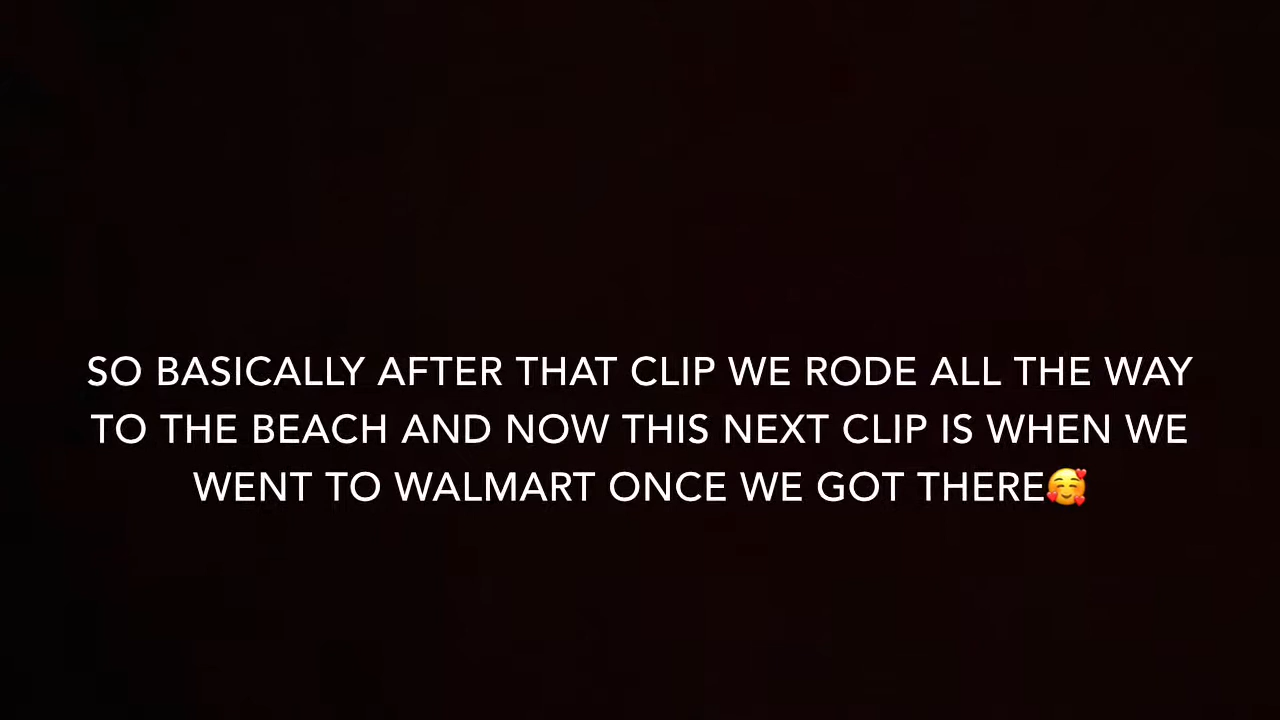 SO BASICALLY AFTER THAT CLIP WE RODE ALL THE WAY
TO THE BEACH AND NOW THIS NEXT CLIP IS WHEN WE
WENT TO WALMART ONCE WE GOT THERE🥰